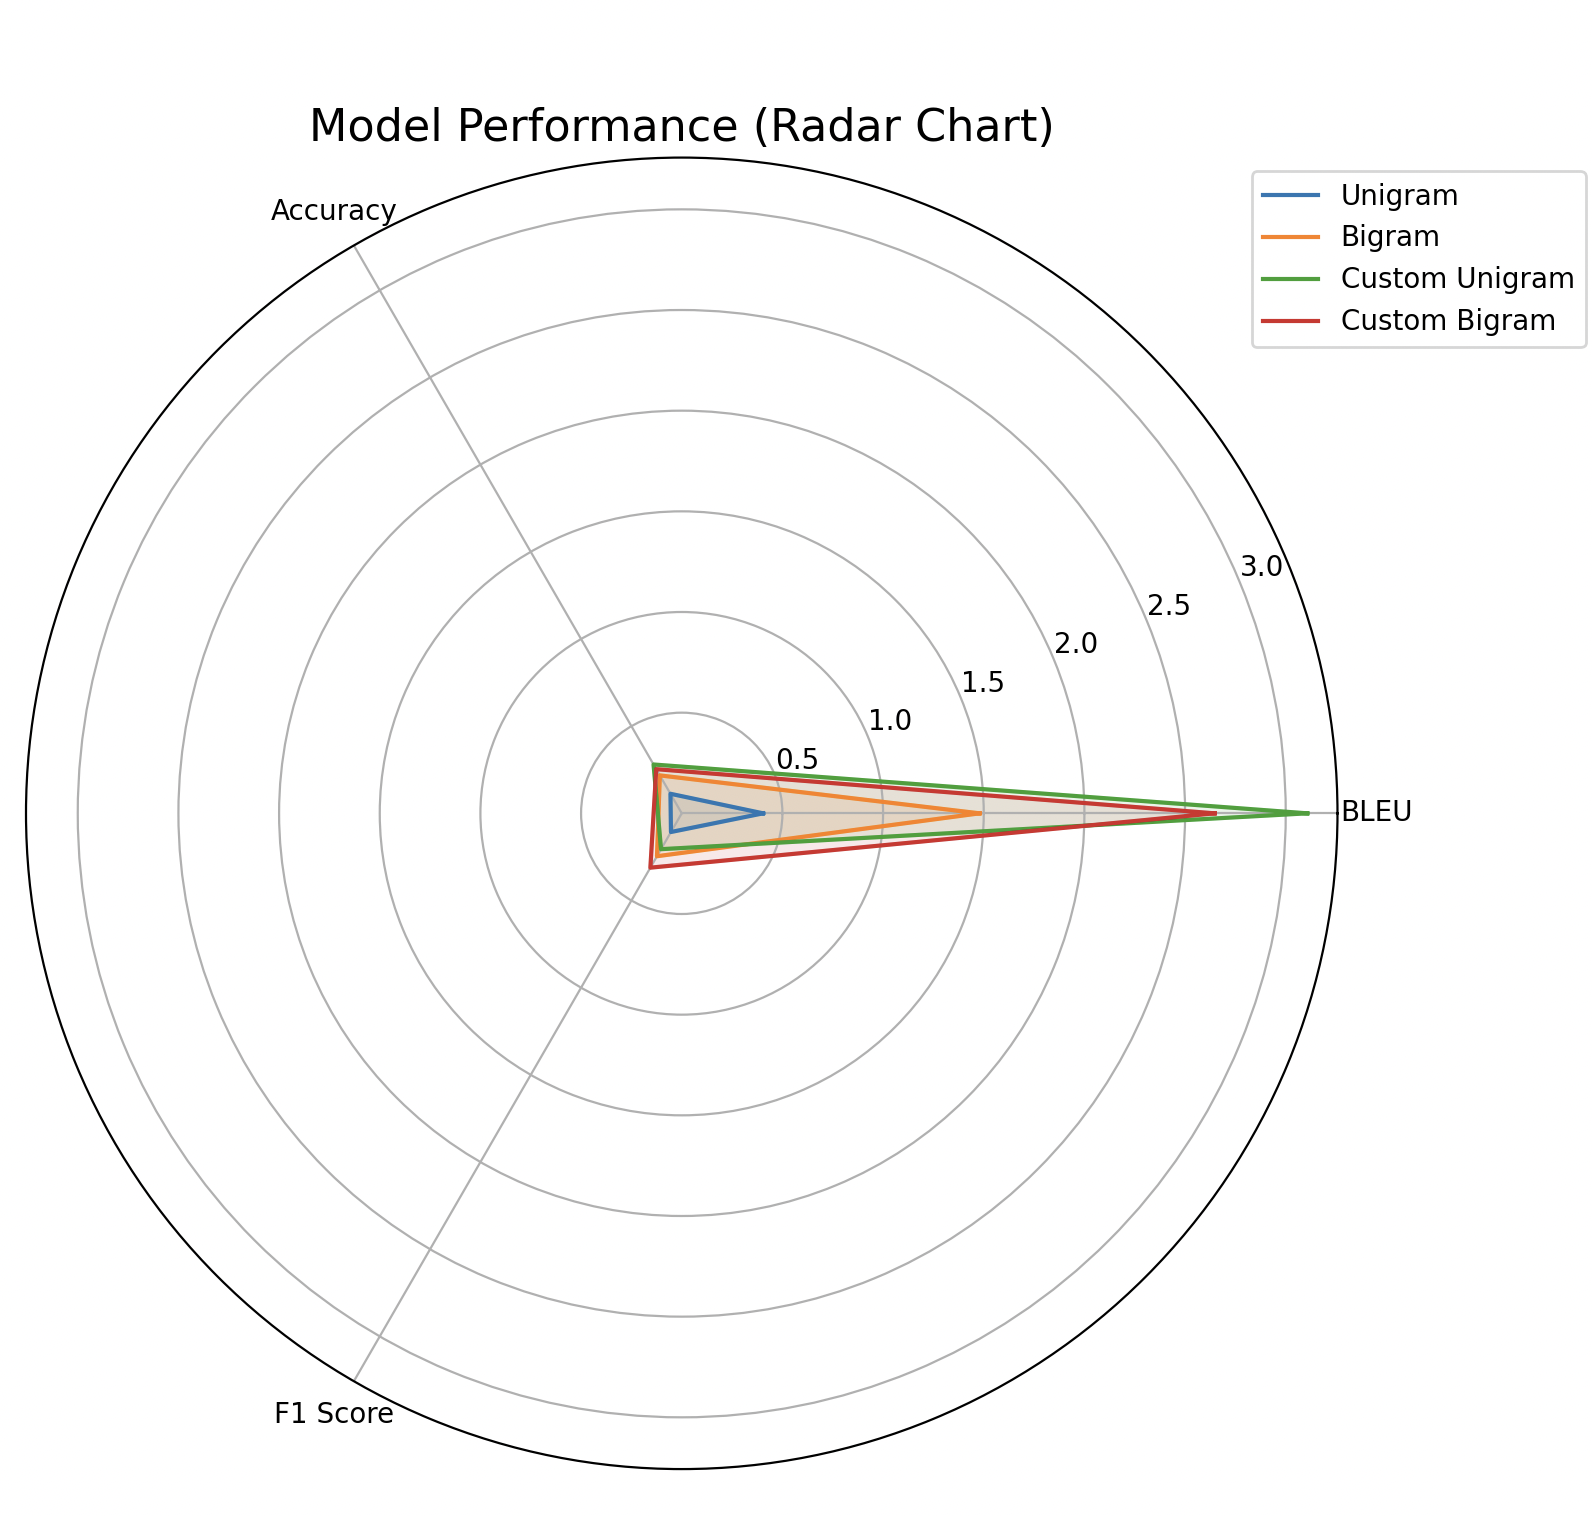 Model Performance (Radar Chart)
Accuracy
Unigram
Bigram
Custom Unigram
Custom Bigram
3.0
2.5
2.0
1.5
1.0
0.5
BLEU
F1 Score